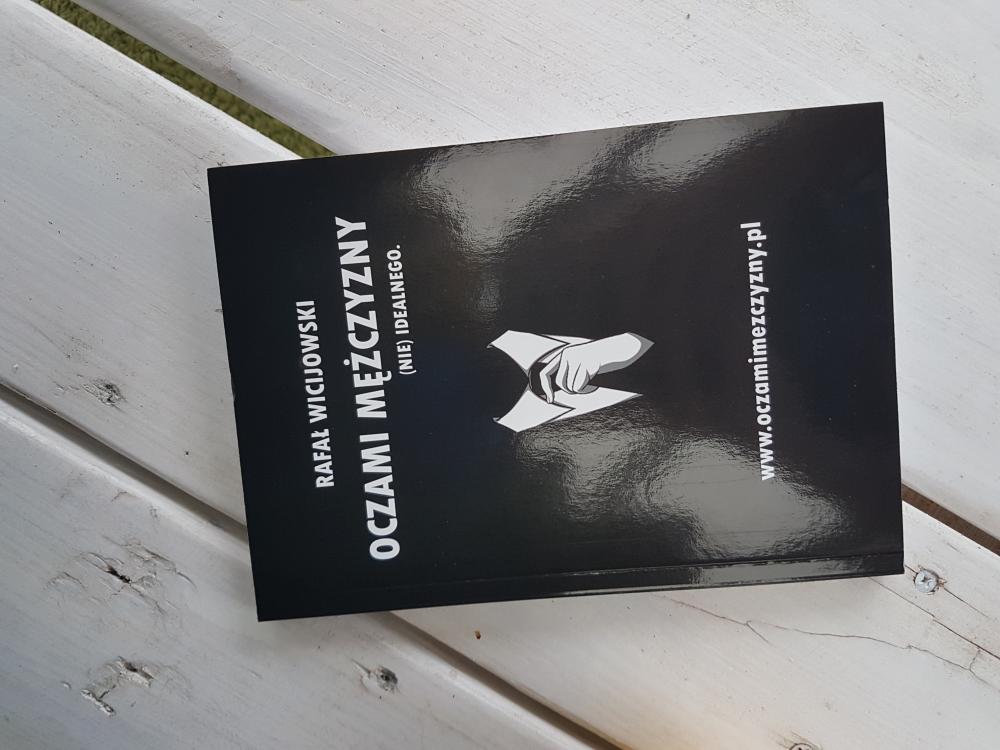 RAFAŁ WICIJOWSKI
OCZAMI MĘŻCZYZNY
(NIE) IDEALNEGO.
www.oczamimezczyzny.pl